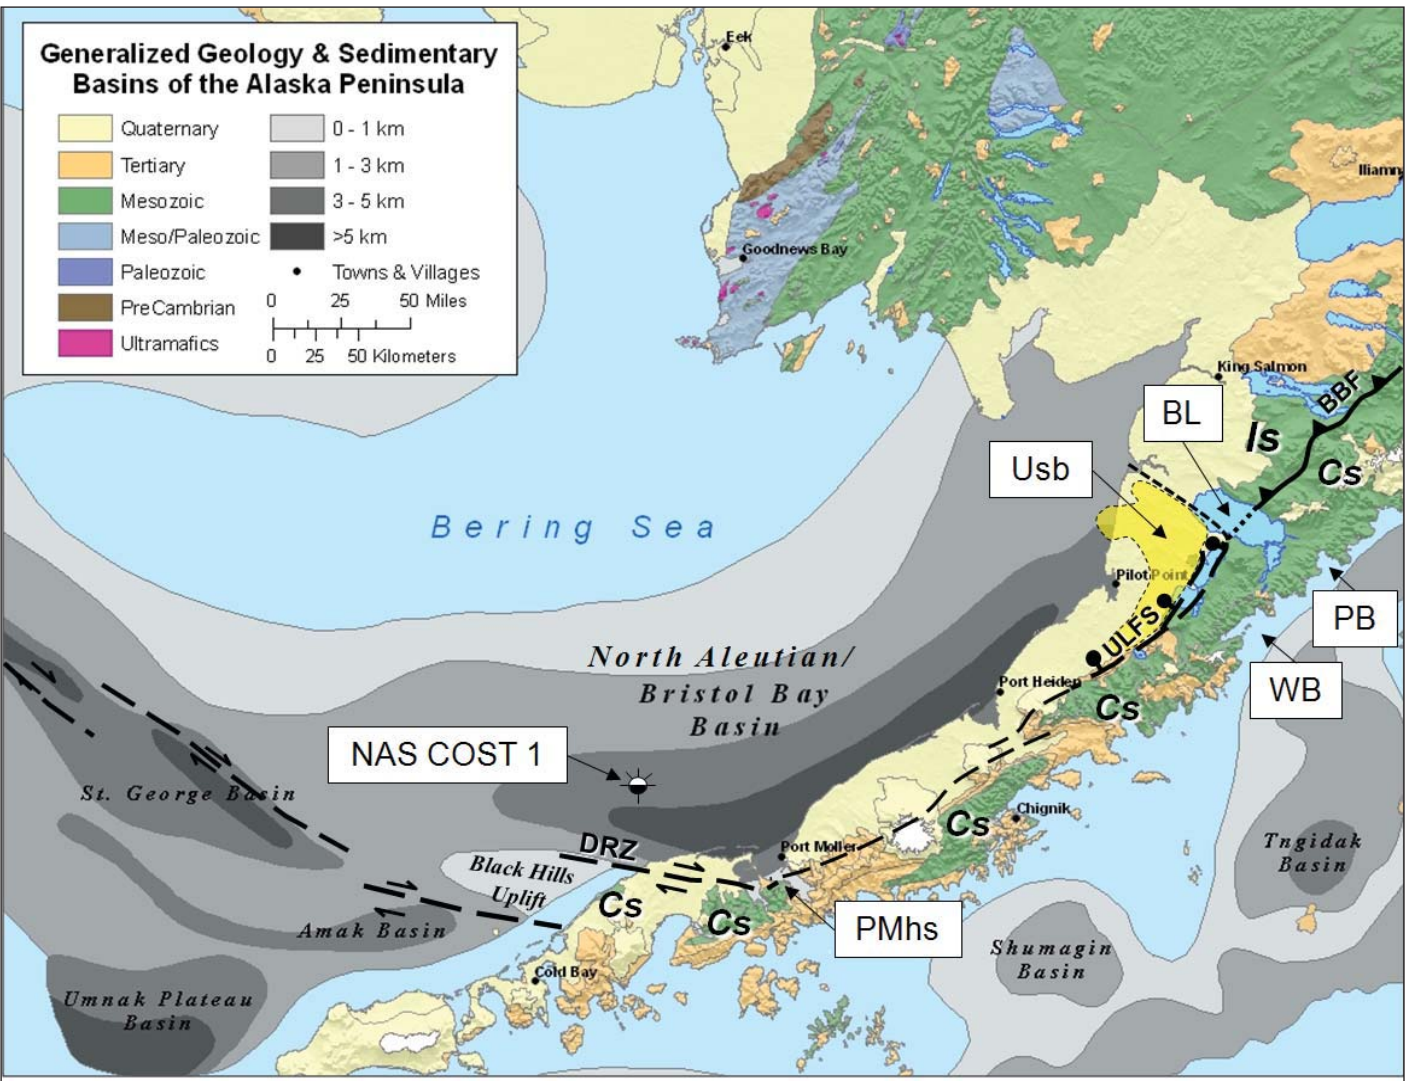 Generalized Geology & Sedimentary
Basins of the Alaska Peninsula
Quaternary
Tertiary
Mesozoic
Meso/Paleozoic
Paleozoic
PreCambrian
Ultramafics
0 - 1 km
1 - 3 km
3 - 5 km
>5 km
Towns & Villages
0 25 50 Miles
0 25 50 Kilometers
Eek
Iliamn
Goodnews Bay
King Salmon
BBF
BL
Is
Cs
Usb
Bering Sea
Pilot Point
PB
ULFS
WB
North Aleutian/
Bristol Bay
Basin
Port Heiden
Cs
NAS COST 1
St. George Basin
Chignik
Cs
DRZ
Port Moller
Tngidak
Basin
Black Hills
Uplift
Cs
Cs
PMhs
Amak Basin
Shumagin
Basin
Cold Bay
Umnak Plateau
Basin